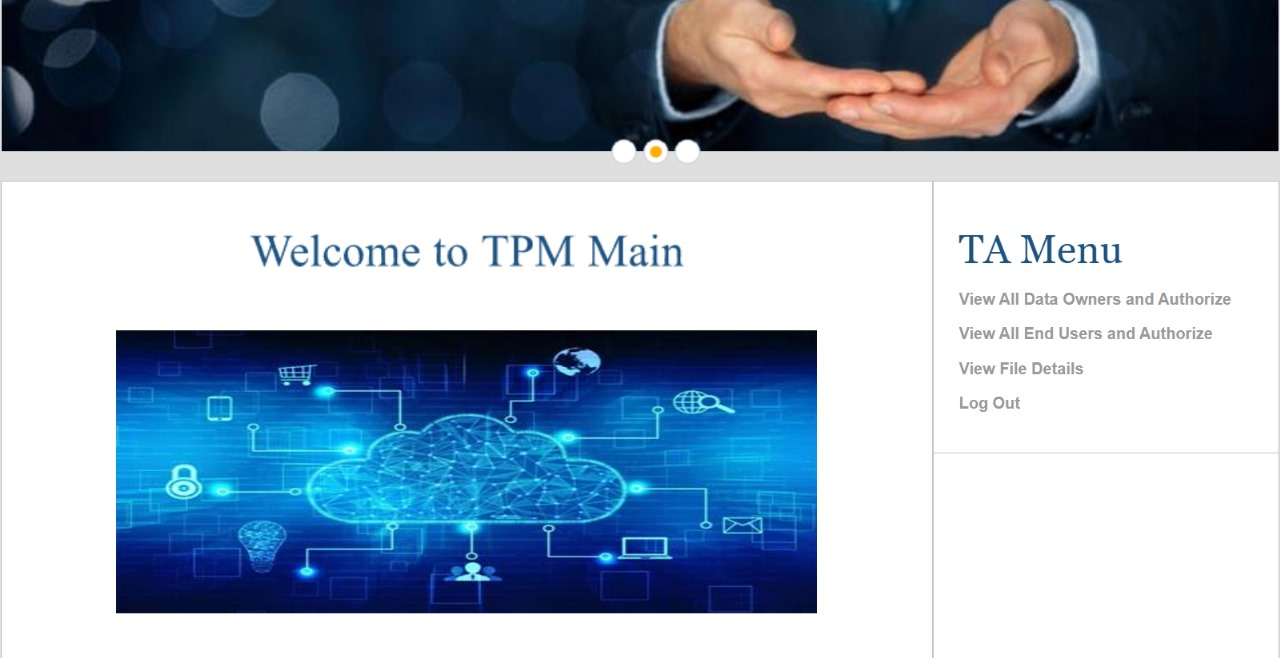 Welcome to TPM Main
TA Menu
View All Data Owners and Authorize
View All End Users and Authorize
View File Details
Log Out